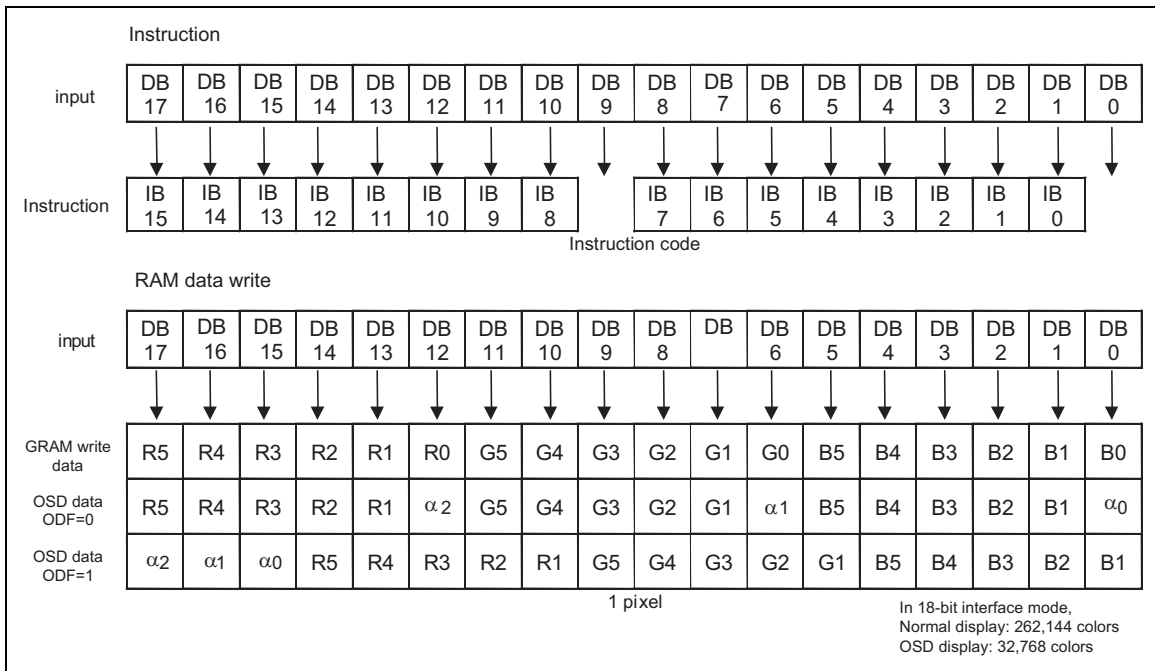 Instruction
input DB 17 DB 16 DB 15 DB 14 DB 13 DB 12 DB 11 DB 10 DB 9 DB 8 DB 7 DB 6 DB 5 DB 4 DB 3 DB 2 DB 1 DB 0
Instruction IB 15 IB 14 IB 13 IB 12 IB 11 IB 10 IB 9 IB 8 IB 7 IB 6 IB 5 IB 4 IB 3 IB 2 IB 1 IB 0
Instruction code
RAM data write
input DB 17 DB 16 DB 15 DB 14 DB 13 DB 12 DB 11 DB 10 DB 9 DB 8 DB DB 6 DB 5 DB 4 DB 3 DB 2 DB 1 DB 0
GRAM write data R5 R4 R3 R2 R1 R0 G5 G4 G3 G2 G1 G0 B5 B4 B3 B2 B1 B0
OSD data ODF=0 R5 R4 R3 R2 R1 α2 G5 G4 G3 G2 G1 α1 B5 B4 B3 B2 B1 α0
OSD data ODF=1 α2 α1 α0 R5 R4 R3 R2 R1 G5 G4 G3 G2 G1 B5 B4 B3 B2 B1
1 pixel
In 18-bit interface mode,
Normal display: 262,144 colors
OSD display: 32,768 colors